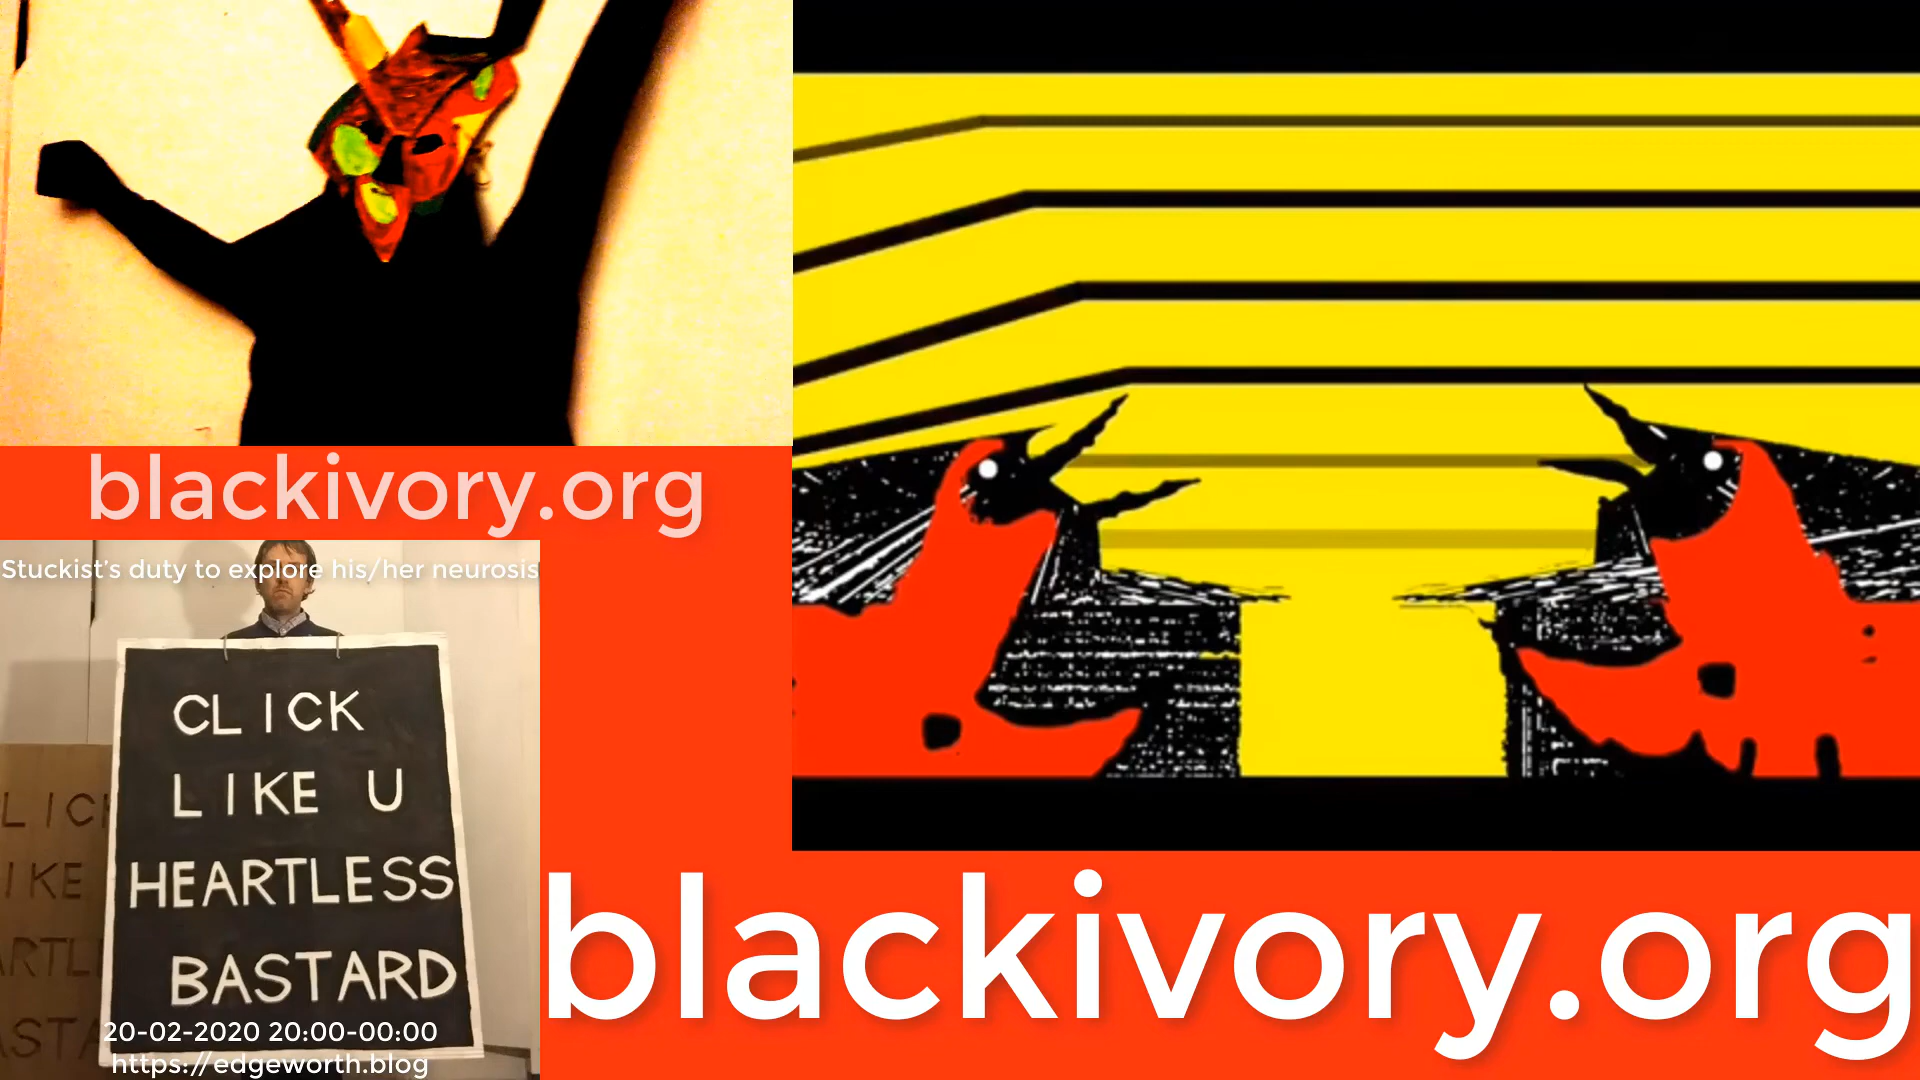 blackivory.org
Stuckist's duty to explore his/her neurosis
CLICK
LIKE U
HEARTLESS
BASTARD
20-02-2020 20:00-00:00
https://edgeworth.blog
blackivory.org